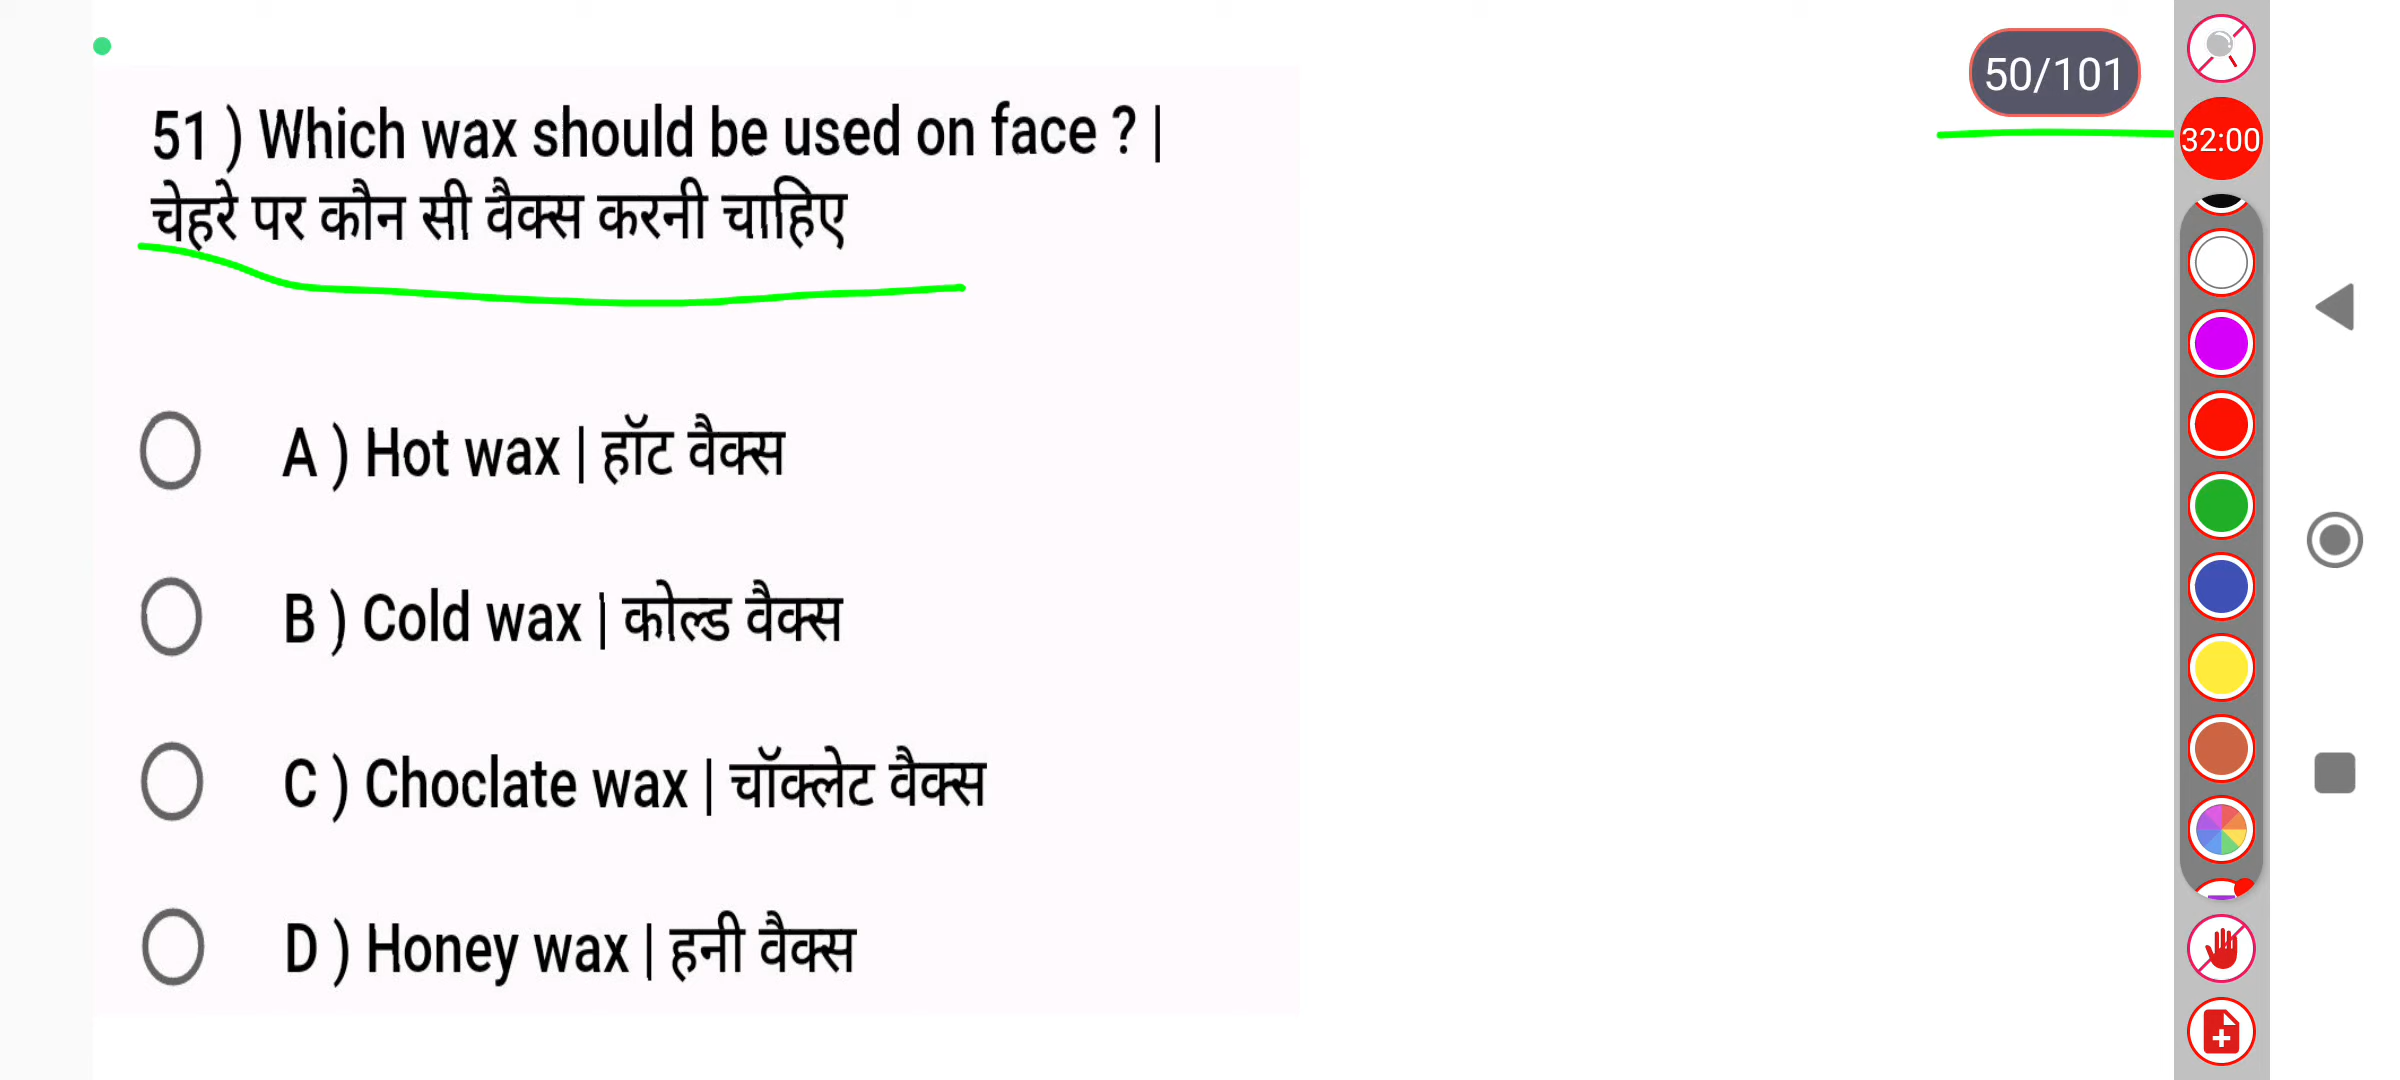 50/101
32:00
51 ) Which wax should be used on face ? |
चेहरे पर कौन सी वैक्स करनी चाहिए
A ) Hot wax | हॉट वैक्स
B ) Cold wax | कोल्ड वैक्स
C ) Choclate wax | चॉक्लेट वैक्स
D ) Honey wax | हनी वैक्स